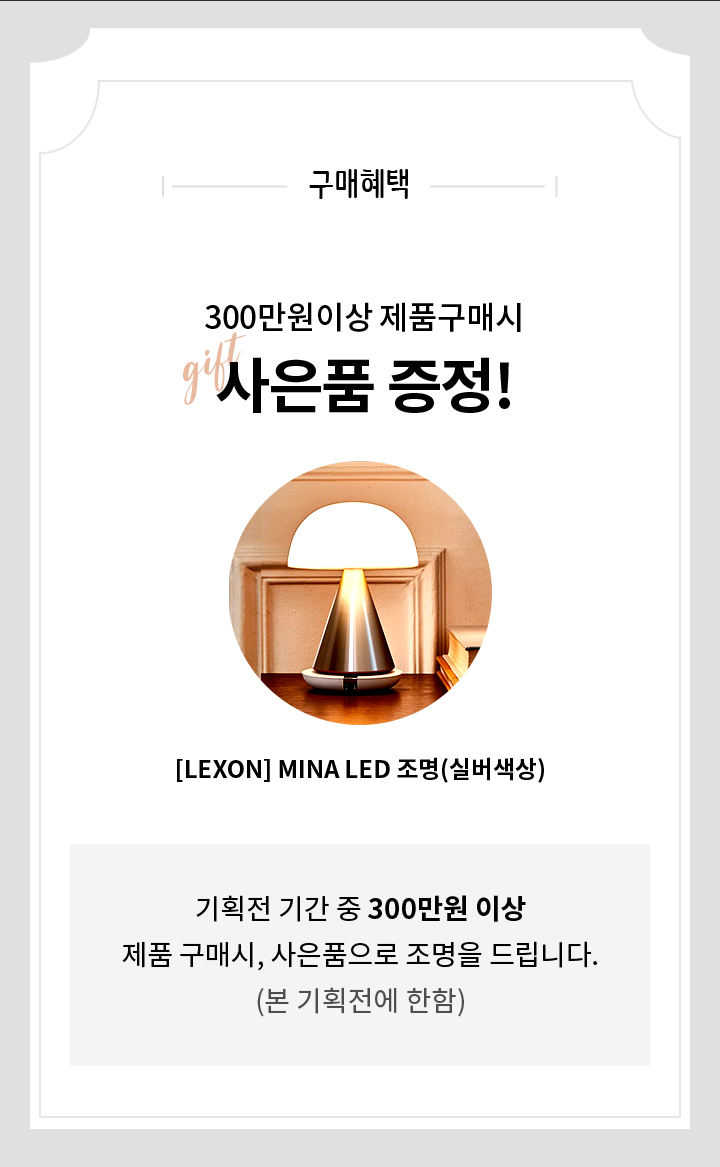 구매혜택
300만원이상 제품구매시
gift
사은품 증정!
[LEXON] MINA LED 조명(실버색상)
기획전 기간 중 300만원 이상
제품 구매시, 사은품으로 조명을 드립니다.
(본 기획전에 한함)